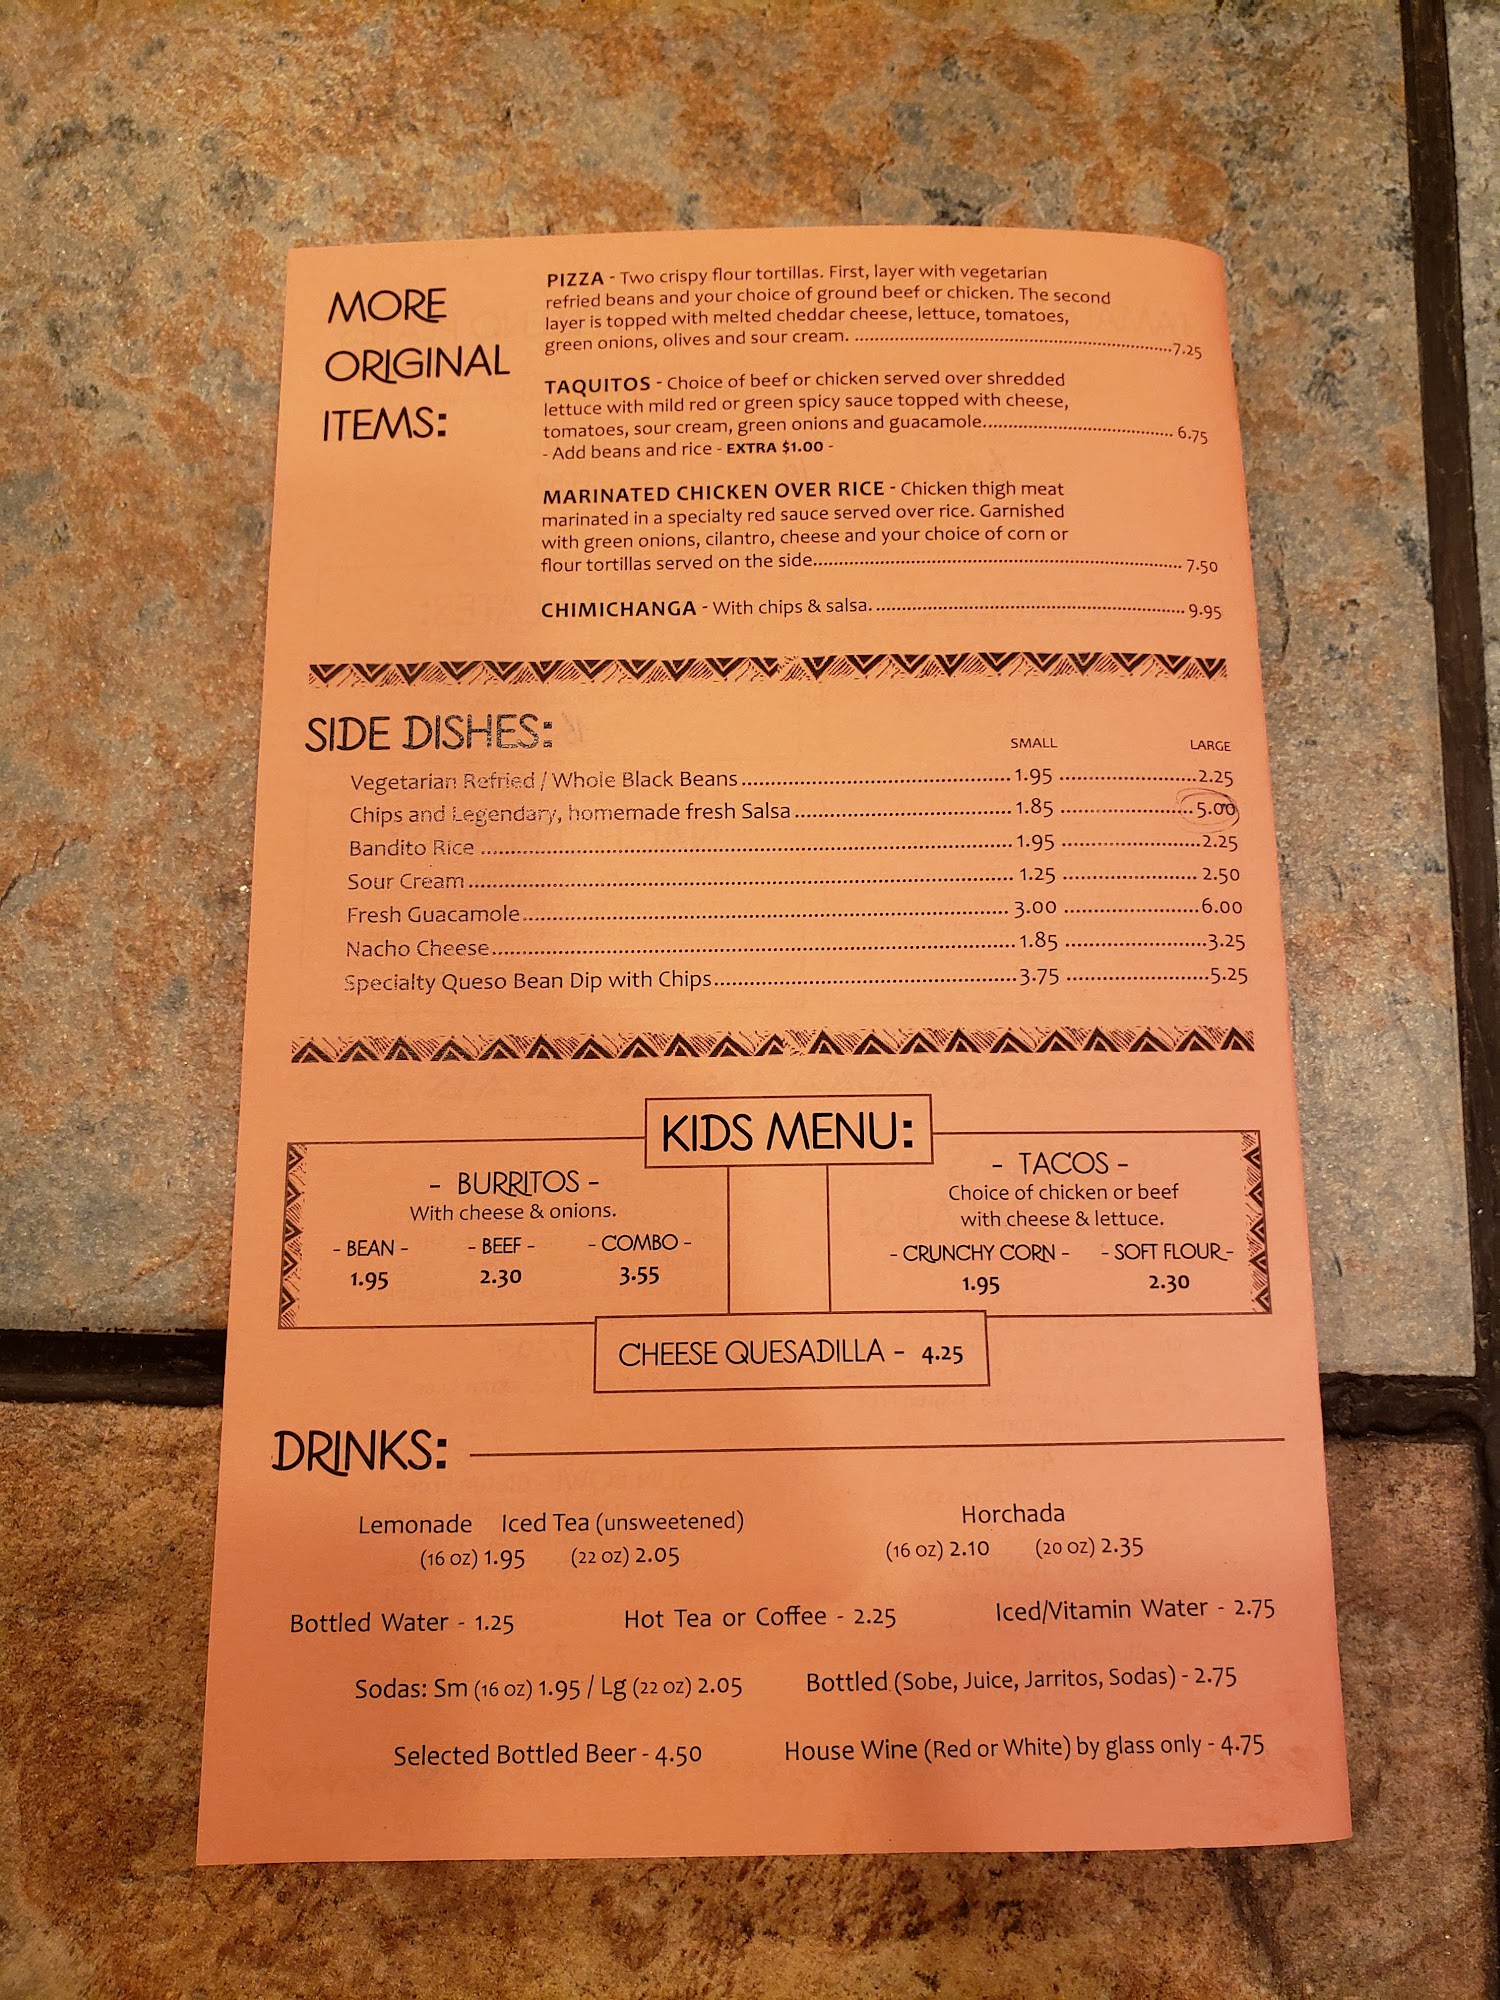 MORE
ORIGINAL
ITEMS:
PIZZA - Two crispy flour tortillas. First, layer with vegetarian
refried beans and your choice of ground beef or chicken. The second
layer is topped with melted cheddar cheese, lettuce, tomatoes,
green onions, olives and sour cream. ....................7.25
TAQUITOS - Choice of beef or chicken served over shredded
lettuce with mild red or green spicy sauce topped with cheese,
tomatoes, sour cream, green onions and guacamole.................... 6.75
- Add beans and rice - EXTRA $1.00 -
MARINATED CHICKEN OVER RICE - Chicken thigh meat
marinated in a specialty red sauce served over rice. Garnished
with green onions, cilantro, cheese and your choice of corn or
flour tortillas served on the side.................... 7.50
CHIMICHANGA - With chips & salsa. .................... 9.95
SIDE DISHES:
SMALL LARGE
Vegetarian Refried / Whole Black Beans.................... 1.95 ....................2.25
Chips and Legendary, homemade fresh Salsa.................... 1.85 ....................5.00
Bandito Rice .................... 1.95 ....................2.25
Sour Cream.................... 1.25 .................... 2.50
Fresh Guacamole.................... 3.00 ....................6.00
Nacho Cheese.................... 1.85 ....................3.25
Specialty Queso Bean Dip with Chips....................3.75 ....................5.25
KIDS MENU:
- BURRITOS -
With cheese & onions.
- BEAN - - BEEF - - COMBO -
1.95 2.30 3.55
- TACOS -
Choice of chicken or beef
with cheese & lettuce.
- CRUNCHY CORN - - SOFT FLOUR -
1.95 2.30
CHEESE QUESADILLA - 4.25
DRINKS:
Lemonade Iced Tea (unsweetened)
(16 oz) 1.95 (22 oz) 2.05
Horchada
(16 oz) 2.10 (20 oz) 2.35
Bottled Water - 1.25 Hot Tea or Coffee - 2.25 Iced/Vitamin Water - 2.75
Sodas: Sm (16 oz) 1.95 / Lg (22 oz) 2.05 Bottled (Sobe, Juice, Jarritos, Sodas) - 2.75
Selected Bottled Beer - 4.50 House Wine (Red or White) by glass only - 4.75